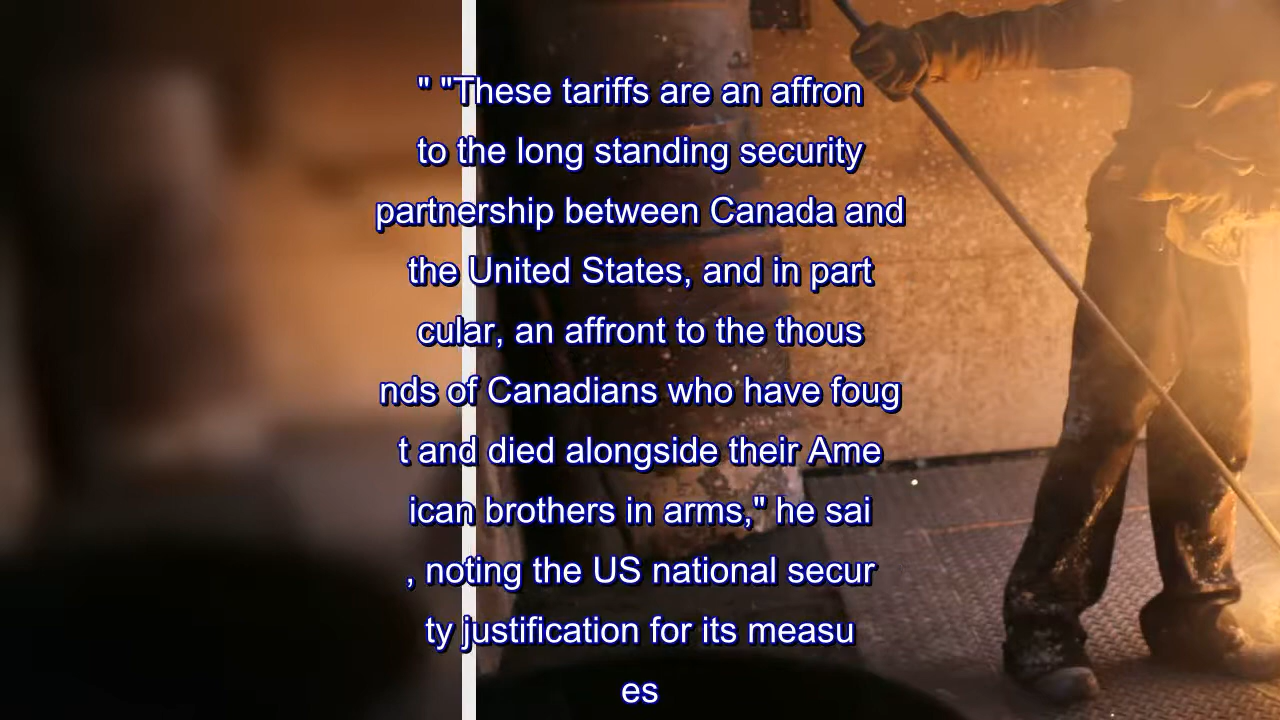 " "These tariffs are an affron
to the long standing security
partnership between Canada and
the United States, and in part
cular, an affront to the thous
nds of Canadians who have foug
t and died alongside their Ame
ican brothers in arms," he sai
, noting the US national secur
ty justification for its measu
es